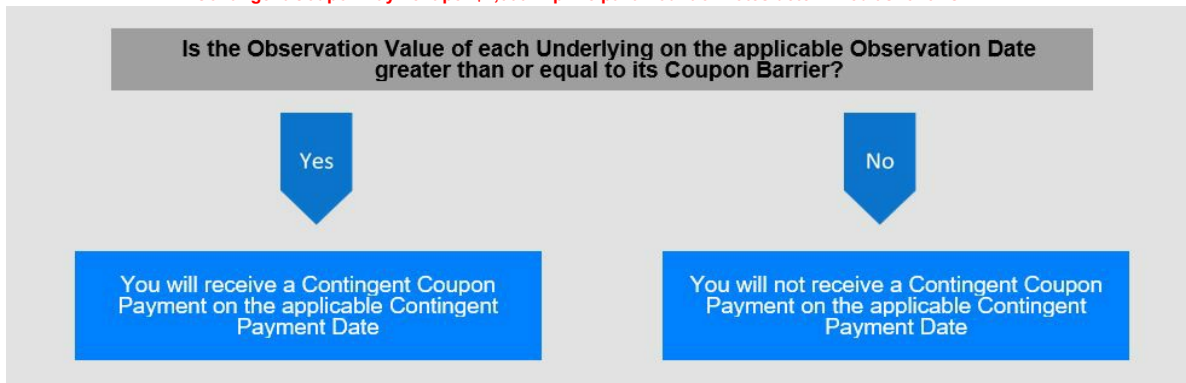 Is the Observation Value of each Underlying on the applicable Observation Date
greater than or equal to its Coupon Barrier?
Yes
No
You will receive a Contingent Coupon
Payment on the applicable Contingent
Payment Date
You will not receive a Contingent Coupon
Payment on the applicable Contingent
Payment Date